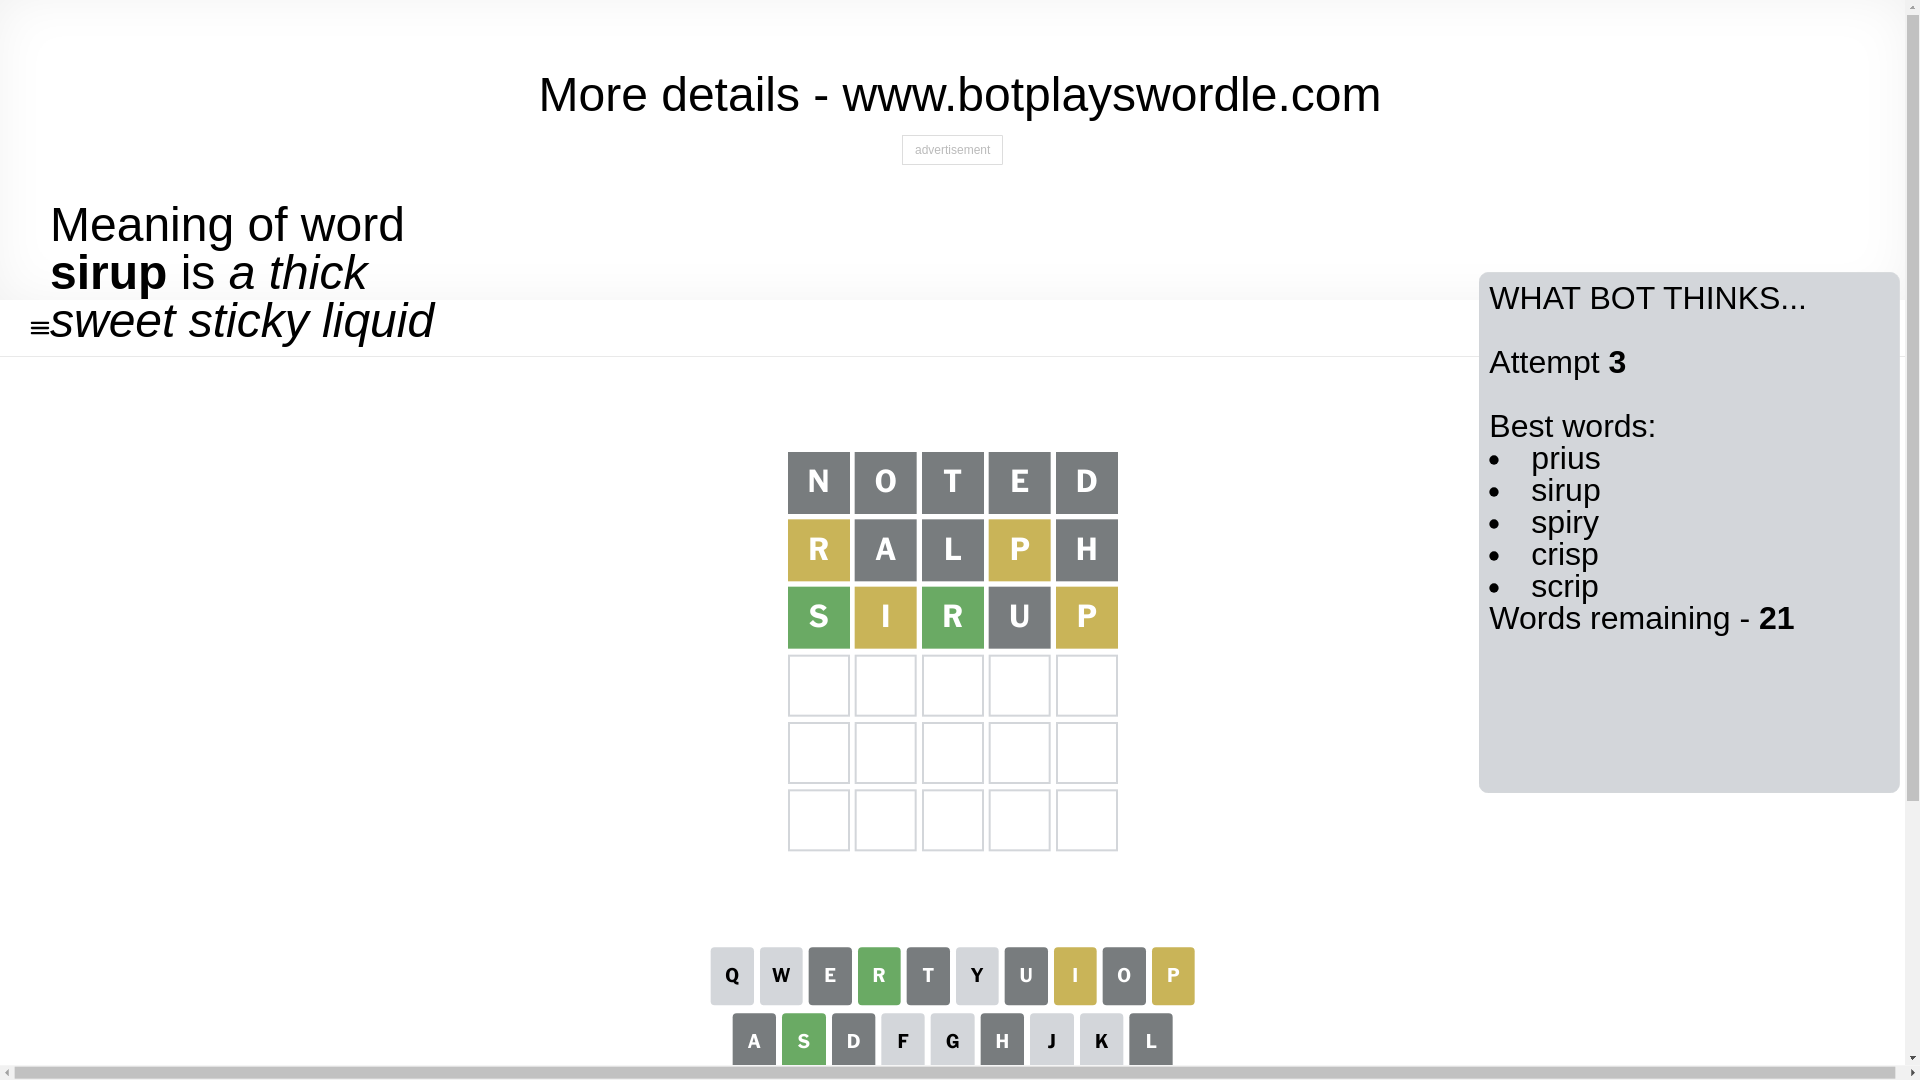 More details - www.botplayswordle.com
advertisement
Meaning of word
sirup is a thick
sweet sticky liquid
WHAT BOT THINKS...
Attempt 3
Best words:
• prius
• sirup
• spiry
• crisp
• scrip
Words remaining - 21
N O T E D
R A L P H
S I R U P
Q W E R T Y U I O P
A S D F G H J K L